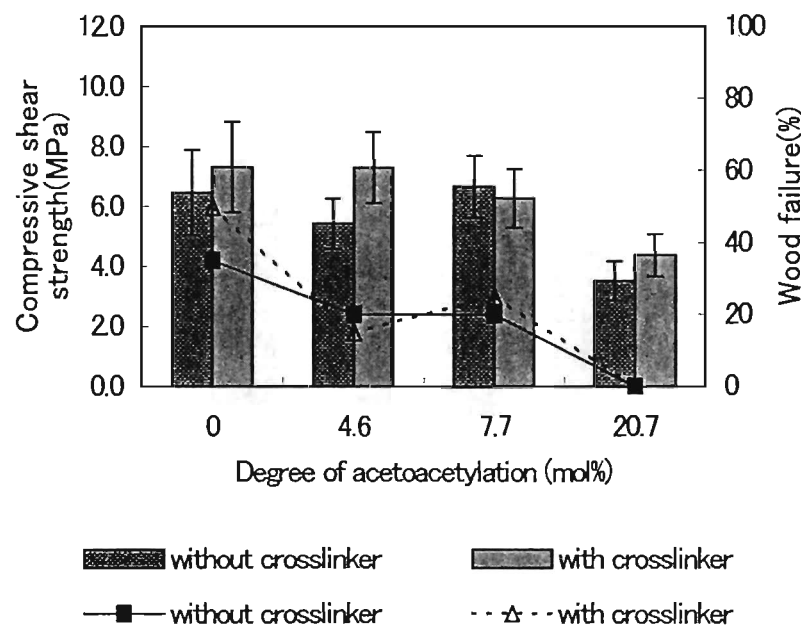 12.0
10.0
8.0
6.0
4.0
2.0
0.0
Compressive shear
strength(MPa)
100
80
60
40
20
0
Wood failure(%)
0 4.6 7.7 20.7
Degree of acetoacetylation (mol%)
without crosslinker with crosslinker
without crosslinker with crosslinker